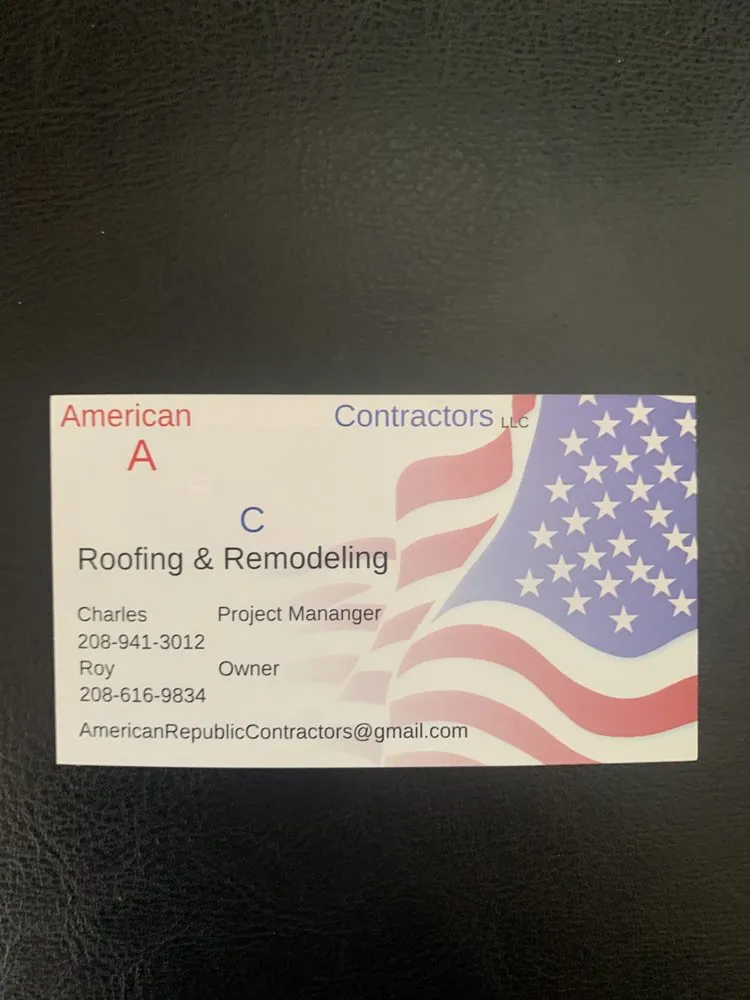 American Contractors LLC
A
C
Roofing & Remodeling
Charles Project Mananger
208-941-3012
Roy Owner
208-616-9834
AmericanRepublicContractors@gmail.com